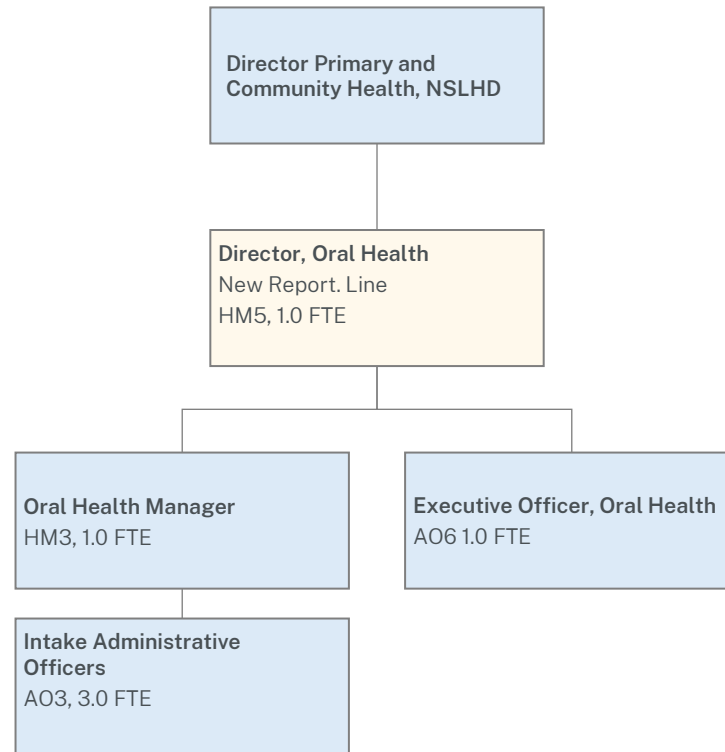 Director Primary and
Community Health, NSLHD
Director, Oral Health
New Report. Line
HM5, 1.0 FTE
Oral Health Manager
HM3, 1.0 FTE
Executive Officer, Oral Health
AO6 1.0 FTE
Intake Administrative
Officers
AO3, 3.0 FTE